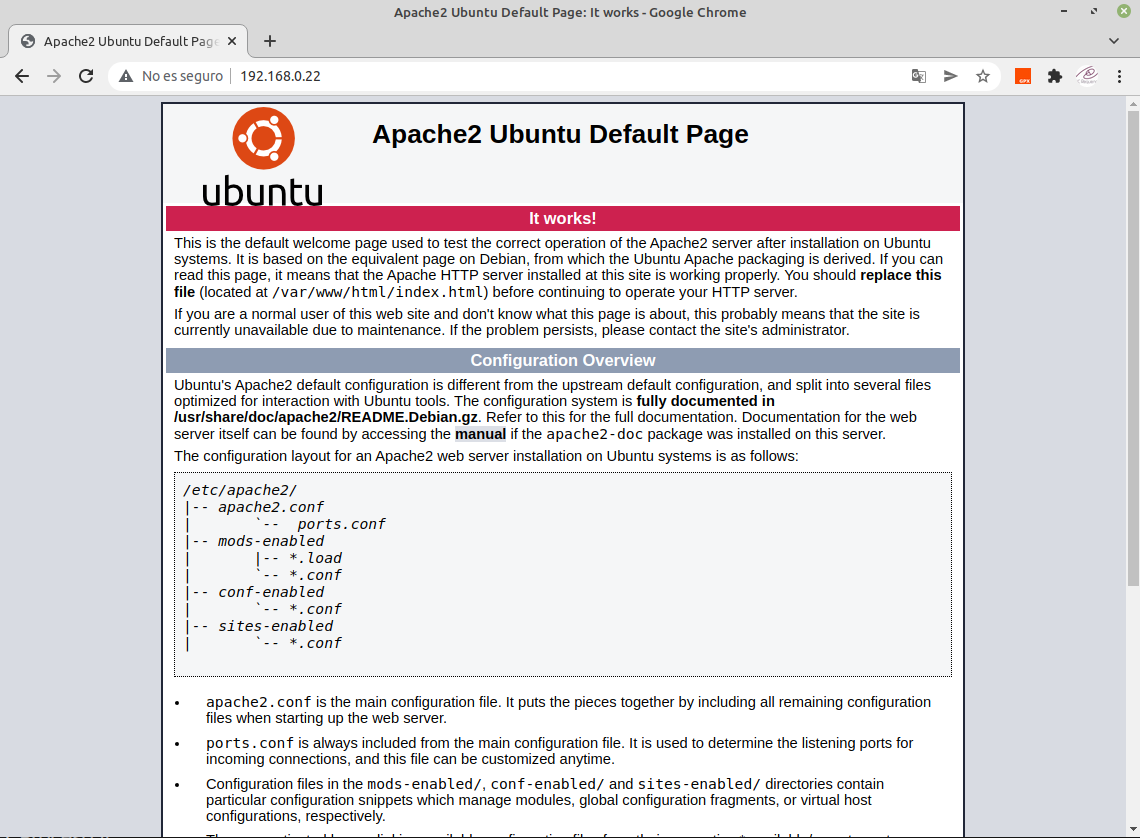 Apache2 Ubuntu Default Page: It works - Google Chrome
Apache2 Ubuntu Default Page
No es seguro | 192.168.0.22
ubuntu
Apache2 Ubuntu Default Page
It works!
This is the default welcome page used to test the correct operation of the Apache2 server after installation on Ubuntu
systems. It is based on the equivalent page on Debian, from which the Ubuntu Apache packaging is derived. If you can
read this page, it means that the Apache HTTP server installed at this site is working properly. You should replace this
file (located at /var/www/html/index.html) before continuing to operate your HTTP server.
If you are a normal user of this web site and don't know what this page is about, this probably means that the site is
currently unavailable due to maintenance. If the problem persists, please contact the site's administrator.
Configuration Overview
Ubuntu's Apache2 default configuration is different from the upstream default configuration, and split into several files
optimized for interaction with Ubuntu tools. The configuration system is fully documented in
/usr/share/doc/apache2/README.Debian.gz. Refer to this for the full documentation. Documentation for the web
server itself can be found by accessing the manual if the apache2-doc package was installed on this server.
The configuration layout for an Apache2 web server installation on Ubuntu systems is as follows:
/etc/apache2/
|-- apache2.conf
|       `--  ports.conf
|-- mods-enabled
|       |-- *.load
|       `-- *.conf
|-- conf-enabled
|       `-- *.conf
|-- sites-enabled
|       `-- *.conf
• apache2.conf is the main configuration file. It puts the pieces together by including all remaining configuration
files when starting up the web server.
• ports.conf is always included from the main configuration file. It is used to determine the listening ports for
incoming connections, and this file can be customized anytime.
• Configuration files in the mods-enabled/, conf-enabled/ and sites-enabled/ directories contain
particular configuration snippets which manage modules, global configuration fragments, or virtual host
configurations, respectively.